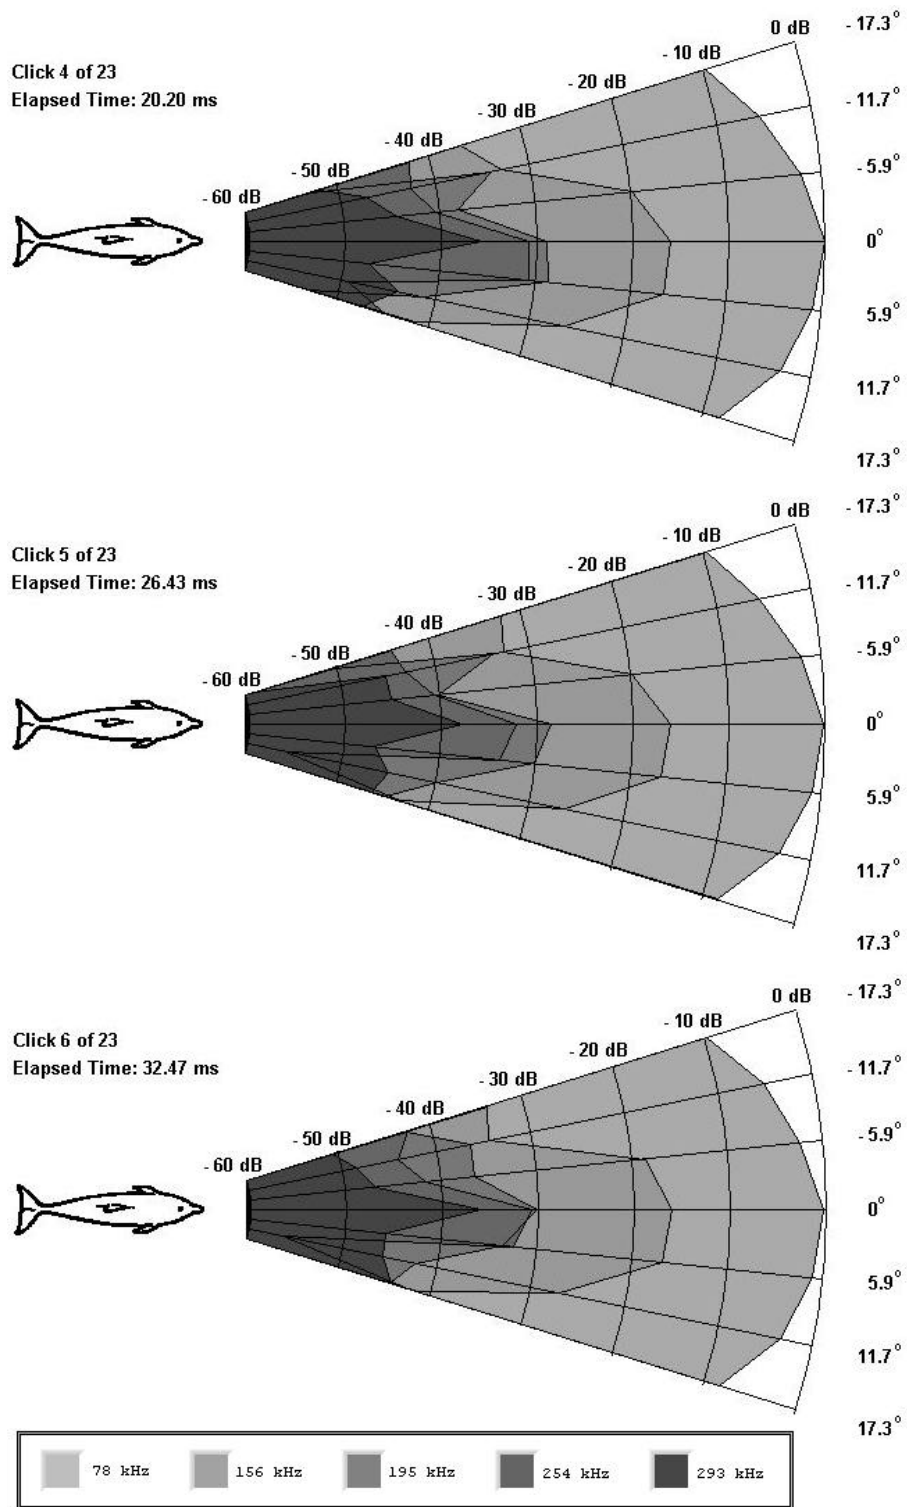 0 dB
- 17.3°
- 10 dB
Click 4 of 23
- 20 dB
Elapsed Time: 20.20 ms
- 11.7°
- 30 dB
- 40 dB
- 5.9°
- 50 dB
- 60 dB
0°
5.9°
11.7°
17.3°
- 17.3°
0 dB
- 10 dB
Click 5 of 23
- 20 dB
Elapsed Time: 26.43 ms
- 11.7°
- 30 dB
- 40 dB
- 5.9°
- 50 dB
- 60 dB
0°
5.9°
11.7°
17.3°
- 17.3°
0 dB
- 10 dB
Click 6 of 23
- 20 dB
Elapsed Time: 32.47 ms
- 11.7°
- 30 dB
- 40 dB
- 5.9°
- 50 dB
- 60 dB
0°
5.9°
11.7°
17.3°
78 kHz 156 kHz 195 kHz 254 kHz 293 kHz